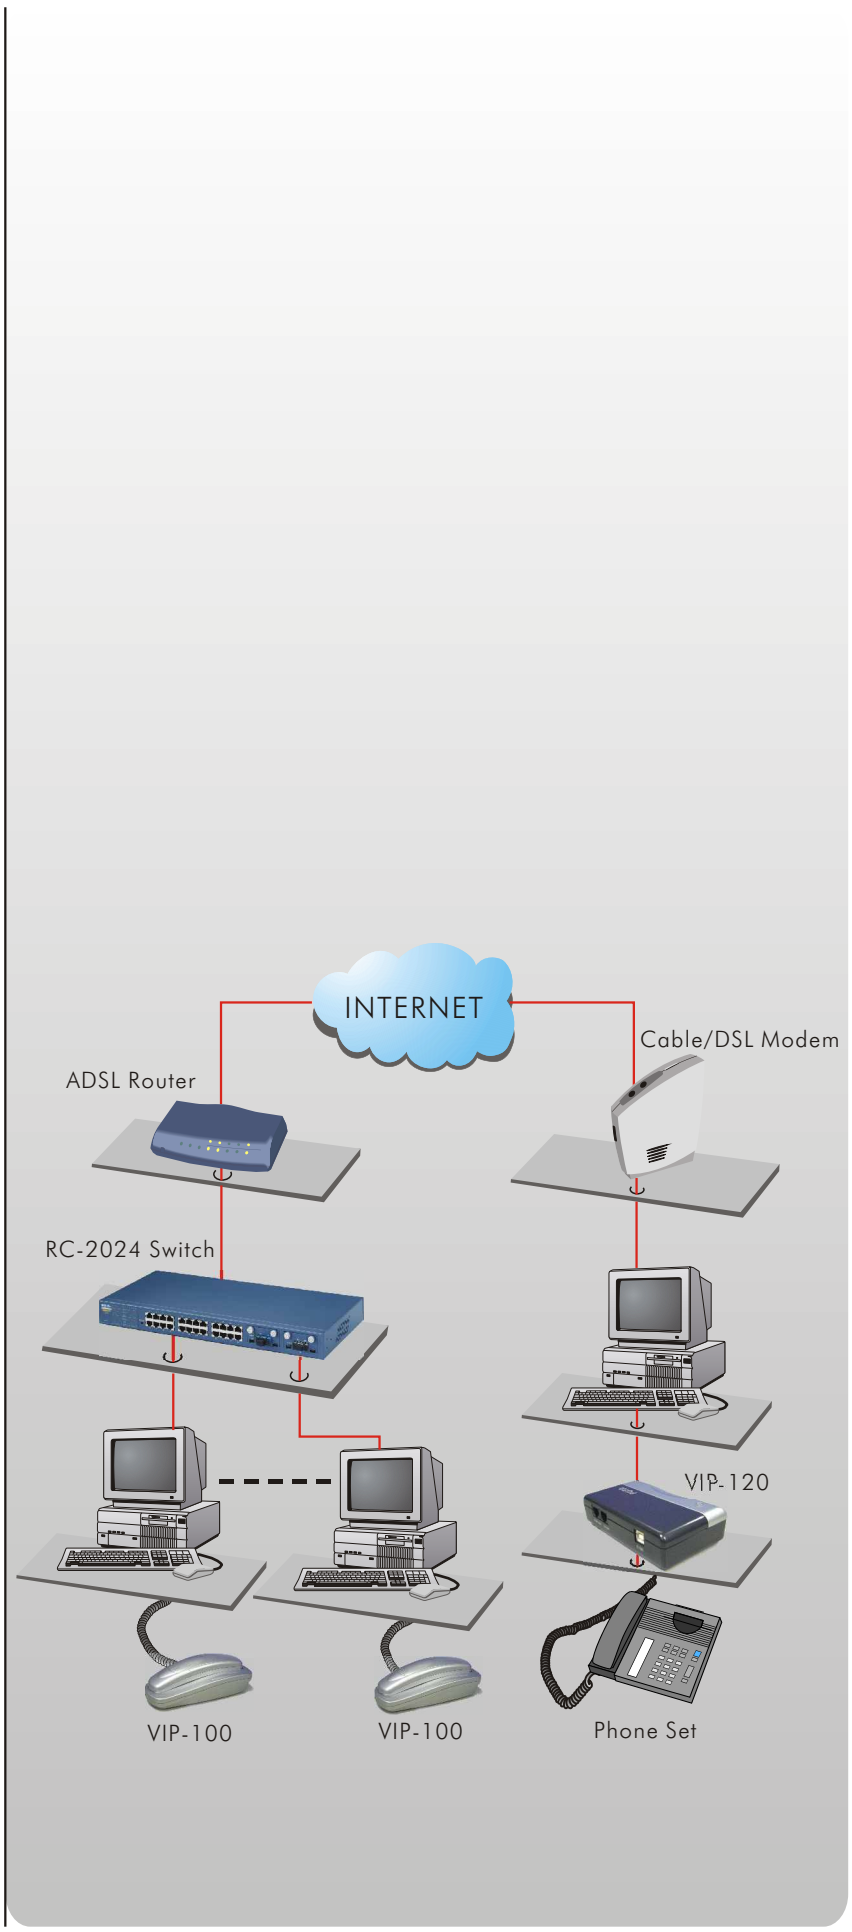 INTERNET
Cable/DSL Modem
ADSL Router
RC-2024 Switch
VIP-120
VIP-100
VIP-100
Phone Set